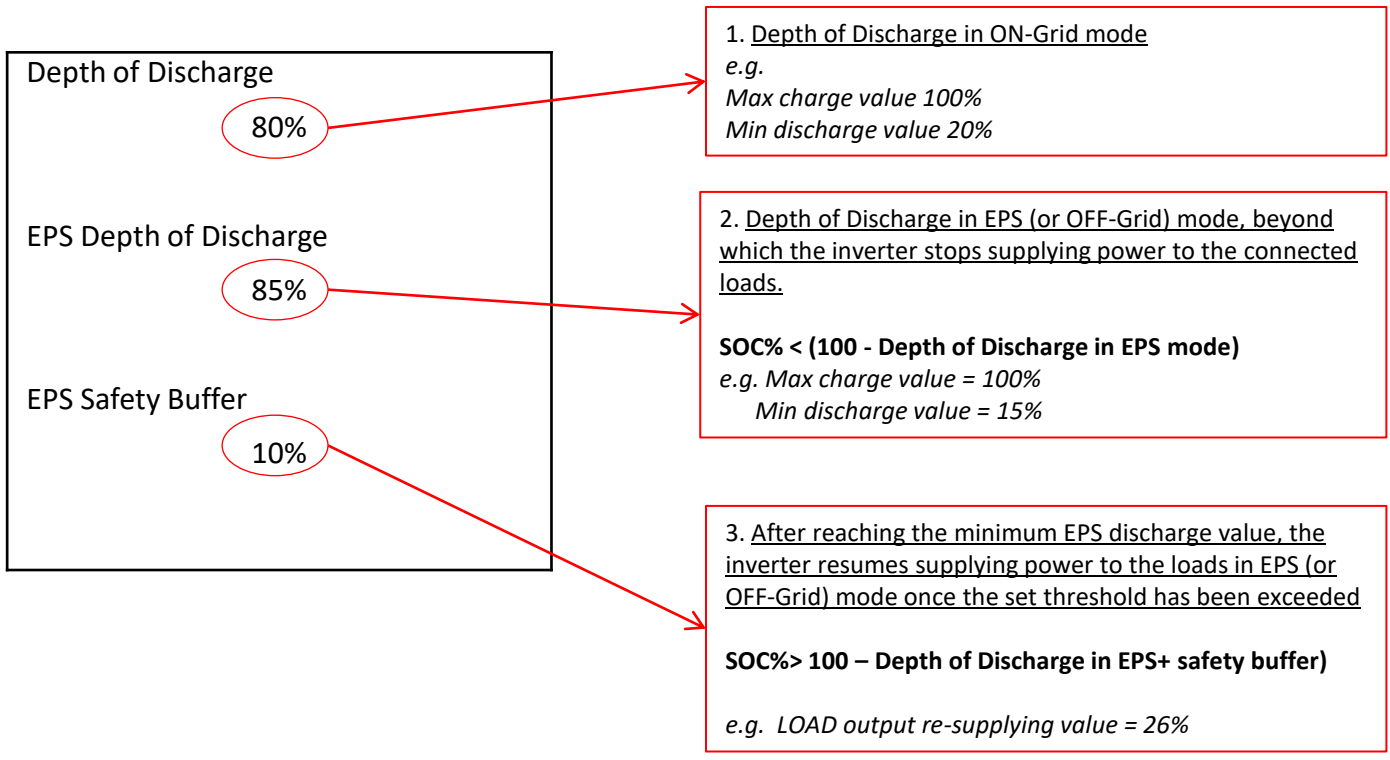 Depth of Discharge
80%
EPS Depth of Discharge
85%
EPS Safety Buffer
10%
1. Depth of Discharge in ON-Grid mode
e.g.
Max charge value 100%
Min discharge value 20%
2. Depth of Discharge in EPS (or OFF-Grid) mode, beyond
which the inverter stops supplying power to the connected
loads.
SOC% < (100 - Depth of Discharge in EPS mode)
e.g. Max charge value = 100%
Min discharge value = 15%
3. After reaching the minimum EPS discharge value, the
inverter resumes supplying power to the loads in EPS (or
OFF-Grid) mode once the set threshold has been exceeded
SOC%> 100 – Depth of Discharge in EPS+ safety buffer)
e.g. LOAD output re-supplying value = 26%